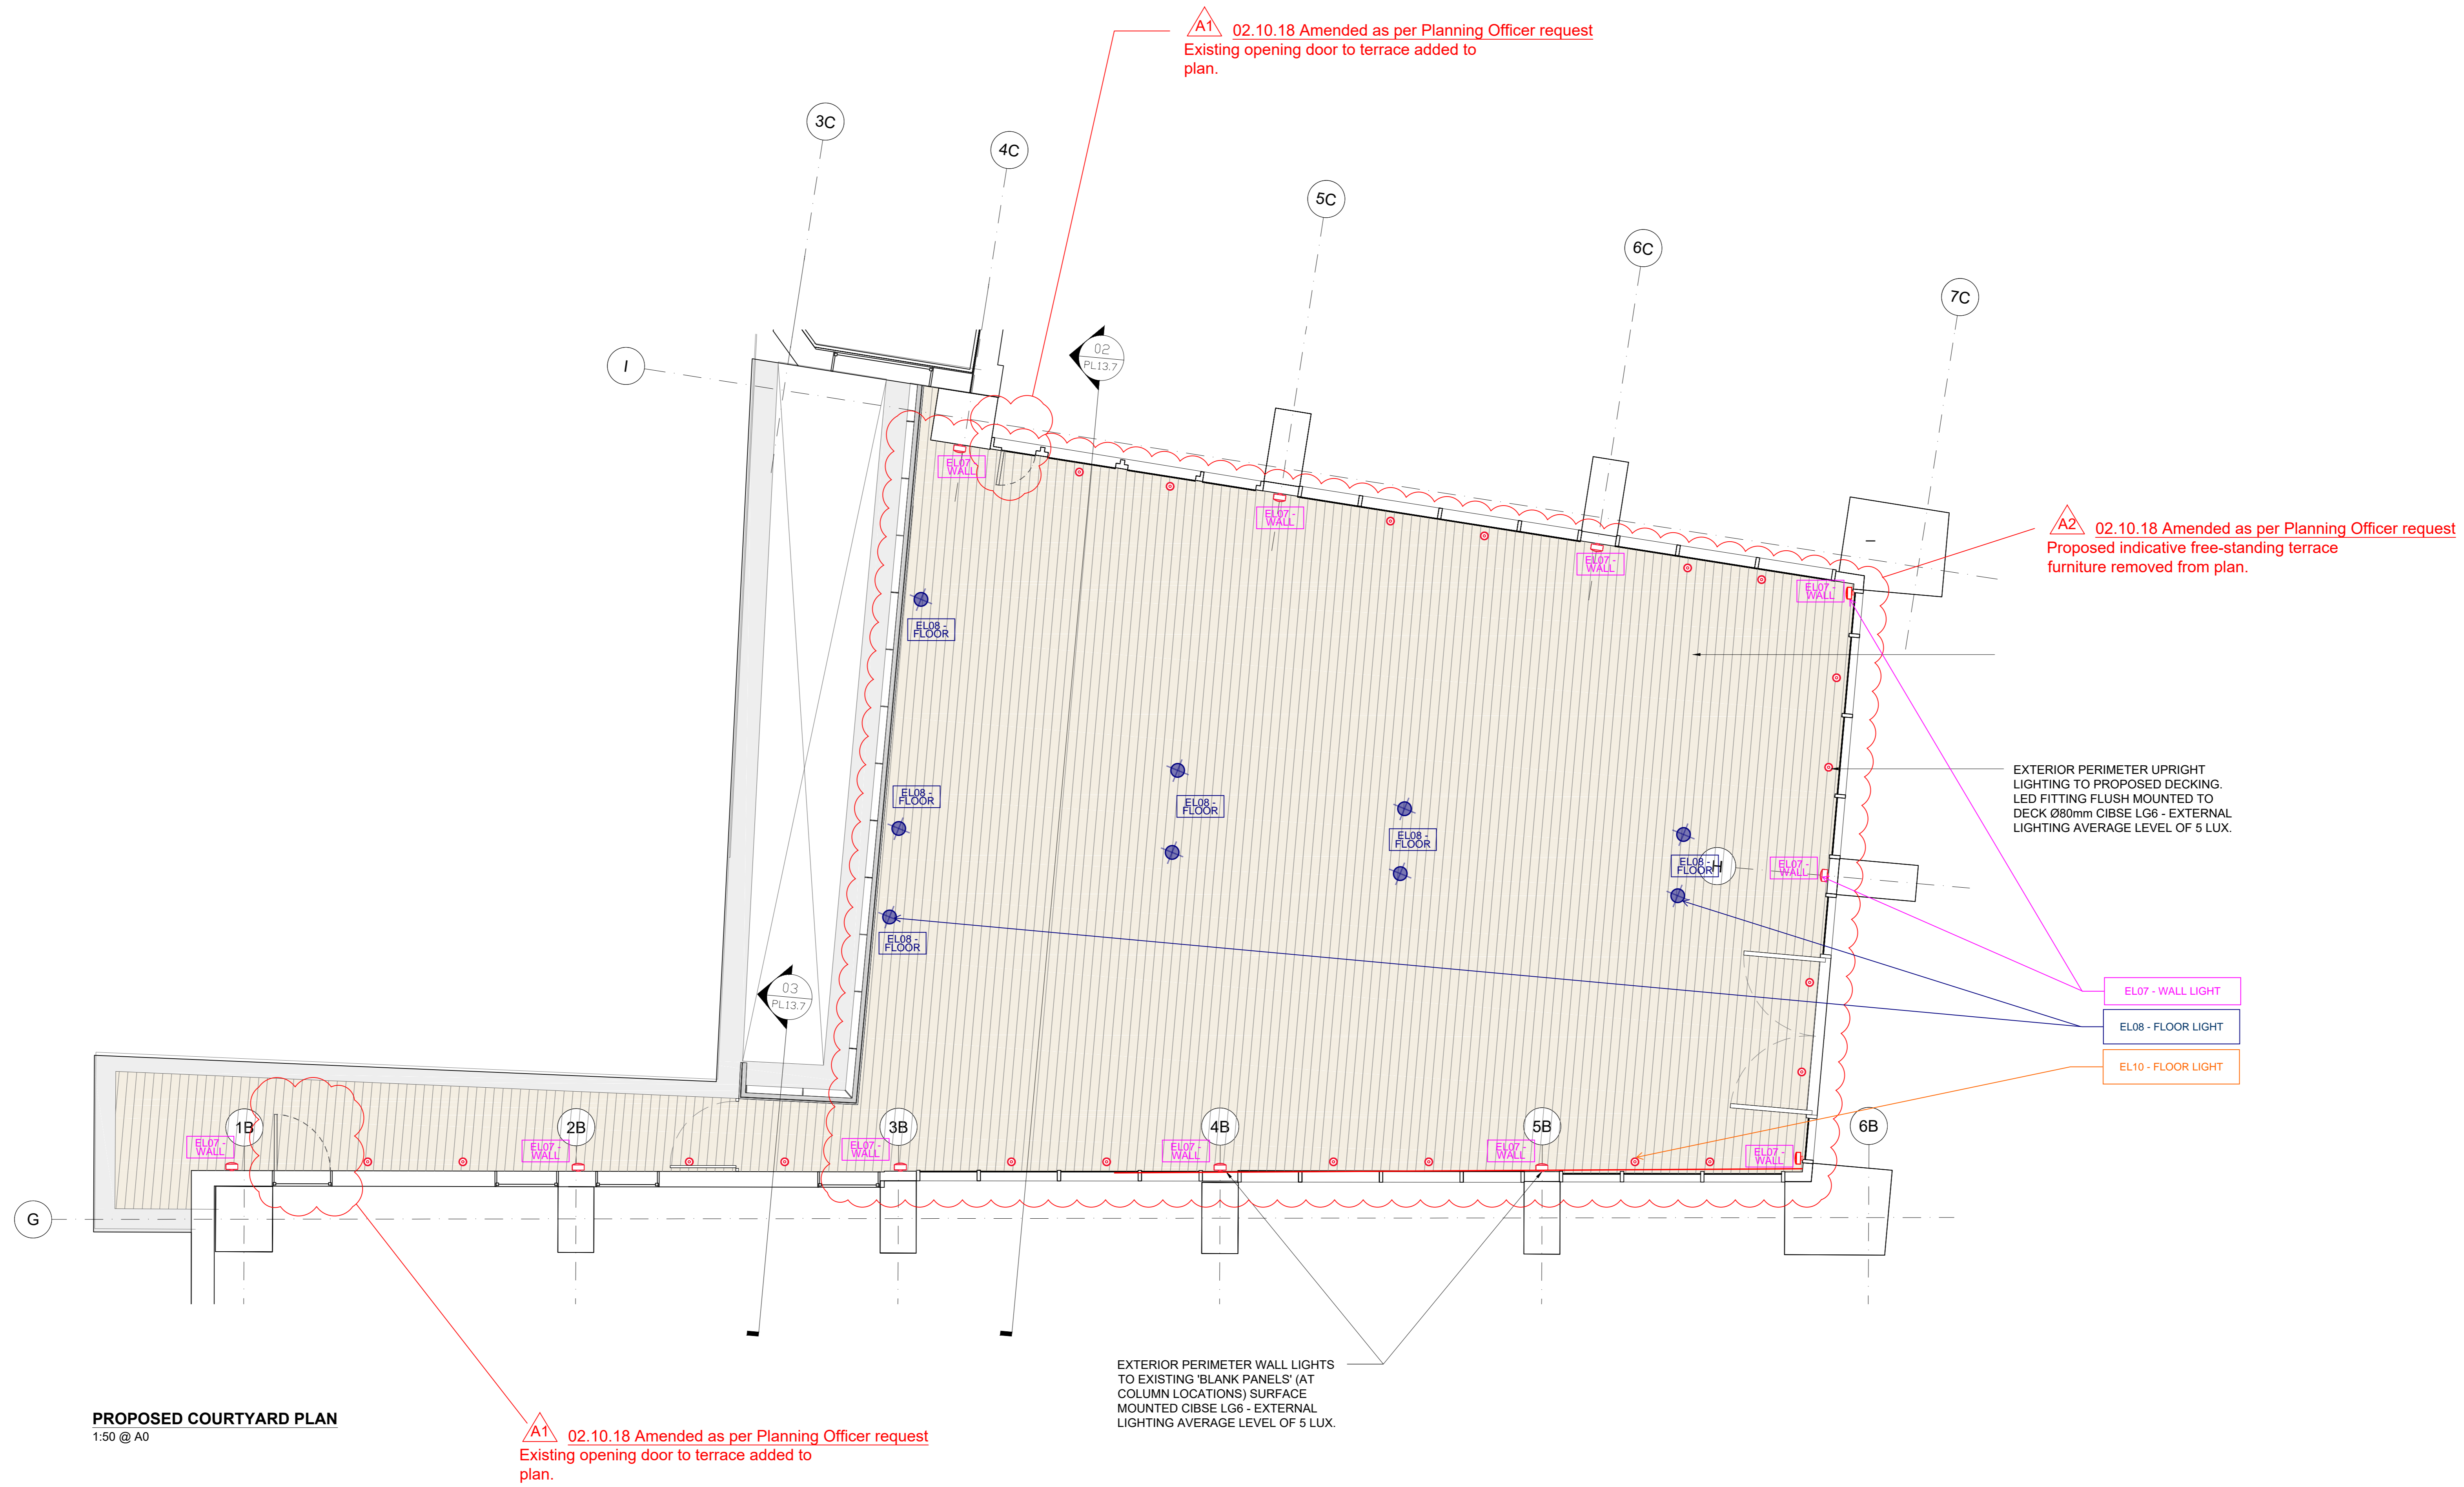 A1 02.10.18 Amended as per Planning Officer request
Existing opening door to terrace added to
plan.
3C
4C
5C
6C
7C
I
02
PL13.7
EL07 -
WALL
EL07 -
WALL
EL07 -
WALL
EL07 -
WALL
A2 02.10.18 Amended as per Planning Officer request
Proposed indicative free-standing terrace
furniture removed from plan.
EL08 -
FLOOR
EL08 -
FLOOR
EL08 -
FLOOR
EL08 -
FLOOR
EL08 -
FLOOR
H
EL07 -
WALL
EXTERIOR PERIMETER UPRIGHT
LIGHTING TO PROPOSED DECKING.
LED FITTING FLUSH MOUNTED TO
DECK Ø80mm CIBSE LG6 - EXTERNAL
LIGHTING AVERAGE LEVEL OF 5 LUX.
EL08 -
FLOOR
03
PL13.7
EL07 - WALL LIGHT
EL08 - FLOOR LIGHT
EL10 - FLOOR LIGHT
1B
2B
3B
4B
5B
6B
EL07 -
WALL
EL07 -
WALL
EL07 -
WALL
EL07 -
WALL
EL07 -
WALL
EL07 -
WALL
G
EXTERIOR PERIMETER WALL LIGHTS
TO EXISTING 'BLANK PANELS' (AT
COLUMN LOCATIONS) SURFACE
MOUNTED CIBSE LG6 - EXTERNAL
LIGHTING AVERAGE LEVEL OF 5 LUX.
PROPOSED COURTYARD PLAN
1:50 @ A0
A1 02.10.18 Amended as per Planning Officer request
Existing opening door to terrace added to
plan.